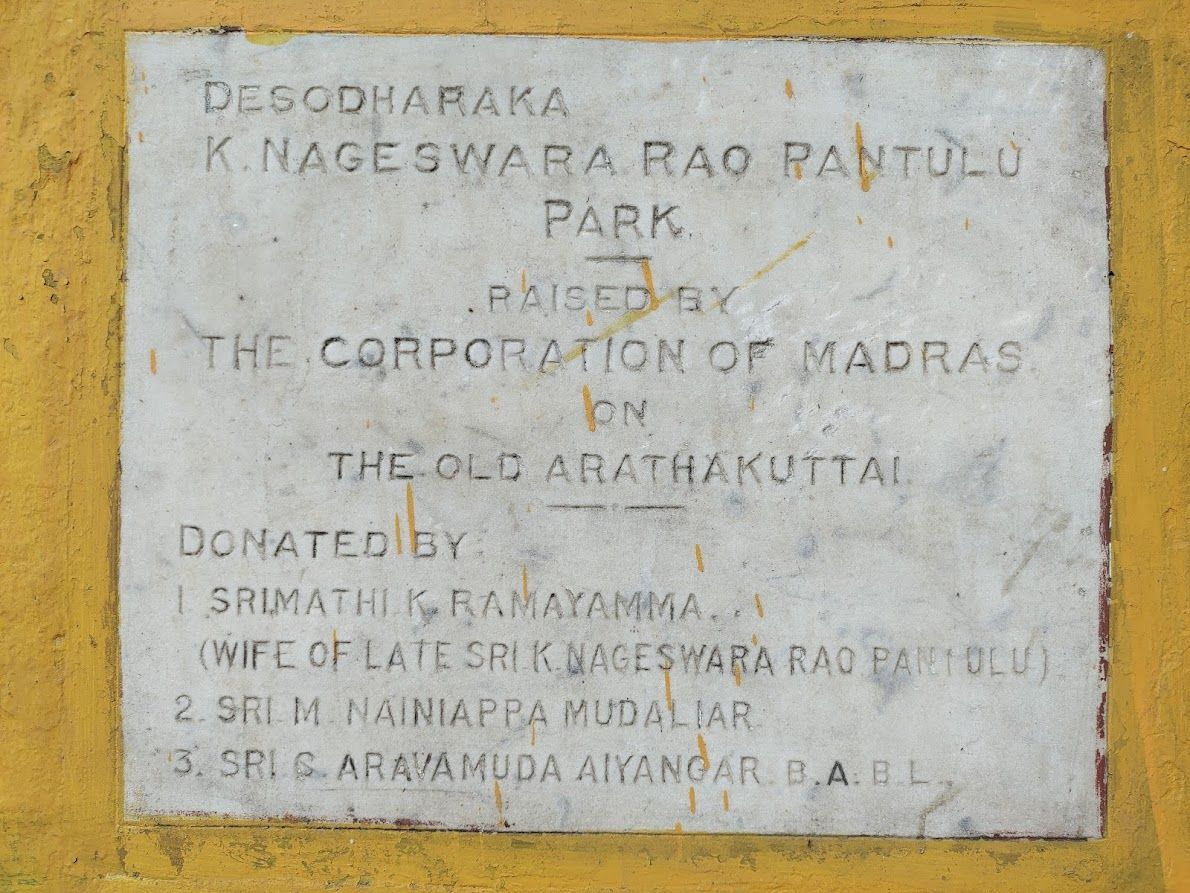 DESODHARAKA
K. NAGESWARA RAO PANTULU
PARK.
RAISED BY
THE CORPORATION OF MADRAS.
ON
THE OLD ARATHAKUTTAI.
DONATED BY
1 SRIMATHI K. RAMAYAMMA.
(WIFE OF LATE SRI K. NAGESWARA RAO PANTULU)
2. SRI M. NAINIAPPA MUDALIAR
3. SRI ARAVAMUDA AIYANGAR. B.A. B.L.